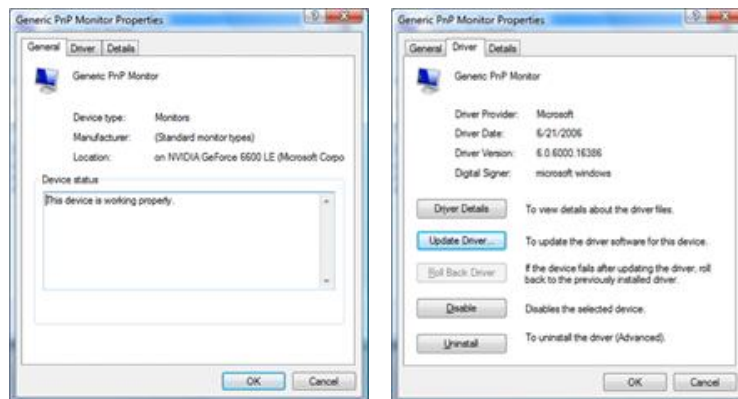 Generic PnP Monitor Properties
General Driver Details
Generic PnP Monitor
Device type: Monitors
Manufacturer: (Standard monitor types)
Location: on NVIDIA GeForce 6600 LE (Microsoft Corpo
Device status
This device is working properly.
OK Cancel
Generic PnP Monitor Properties
General Driver Details
Generic PnP Monitor
Driver Provider: Microsoft
Driver Date: 6/21/2006
Driver Version: 6.0.6000.16386
Digital Signer: microsoft windows
Driver Details To view details about the driver files.
Update Driver... To update the driver software for this device.
Roll Back Driver If the device fails after updating the driver, roll
back to the previously installed driver.
Disable Disables the selected device.
Uninstall To uninstall the driver (Advanced).
OK Cancel